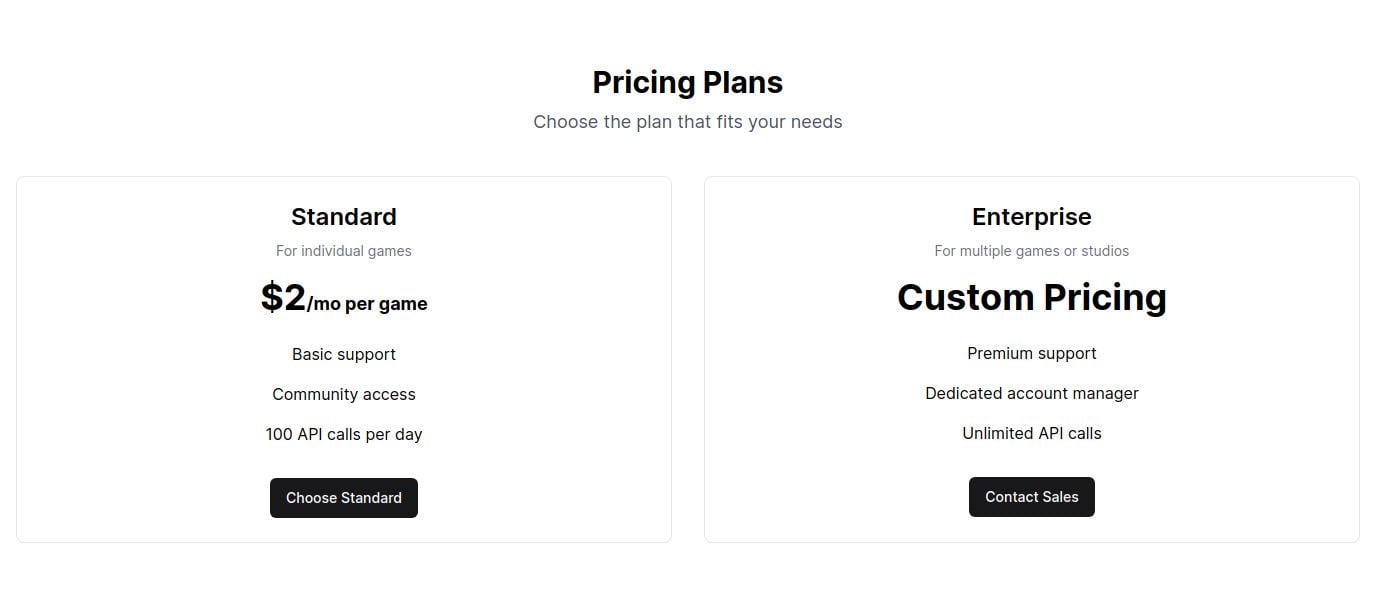 Pricing Plans
Choose the plan that fits your needs
Standard
For individual games
$2/mo per game
Basic support
Community access
100 API calls per day
Choose Standard
Enterprise
For multiple games or studios
Custom Pricing
Premium support
Dedicated account manager
Unlimited API calls
Contact Sales